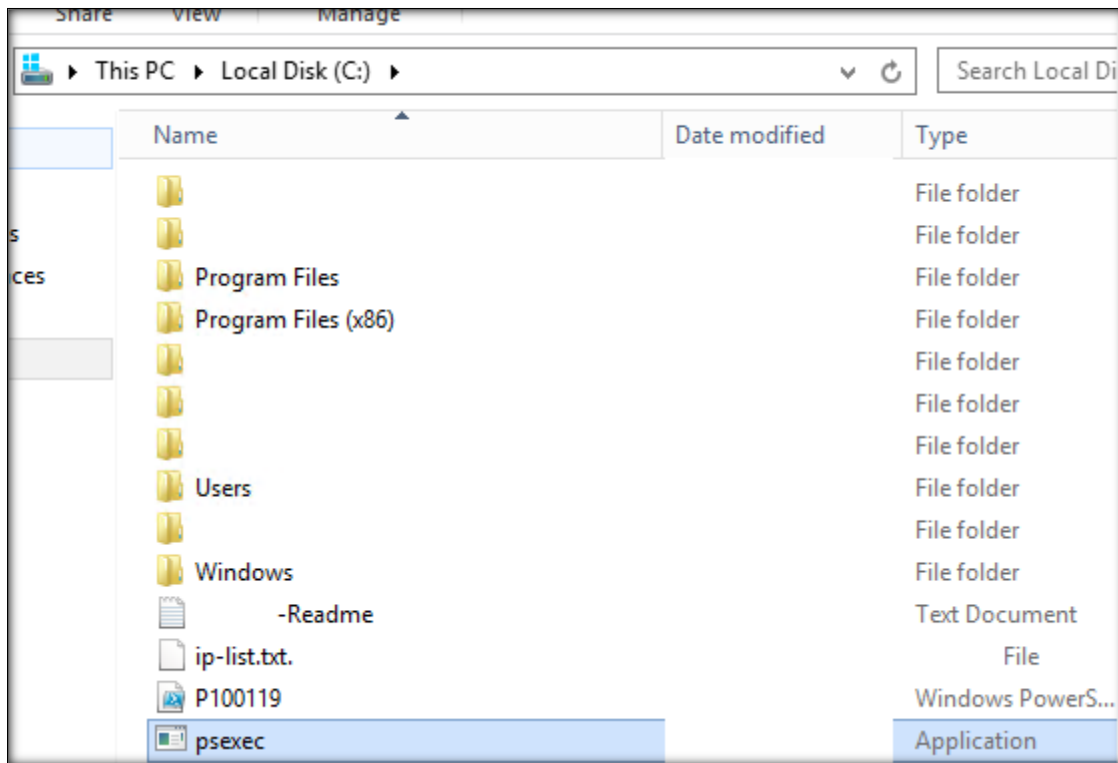 Share View Manage
This PC Local Disk (C:) Search Local Di
Name Date modified Type
File folder
s File folder
ces Program Files File folder
Program Files (x86) File folder
File folder
File folder
File folder
Users File folder
File folder
Windows File folder
-Readme Text Document
ip-list.txt. File
P100119 Windows PowerS...
psexec Application